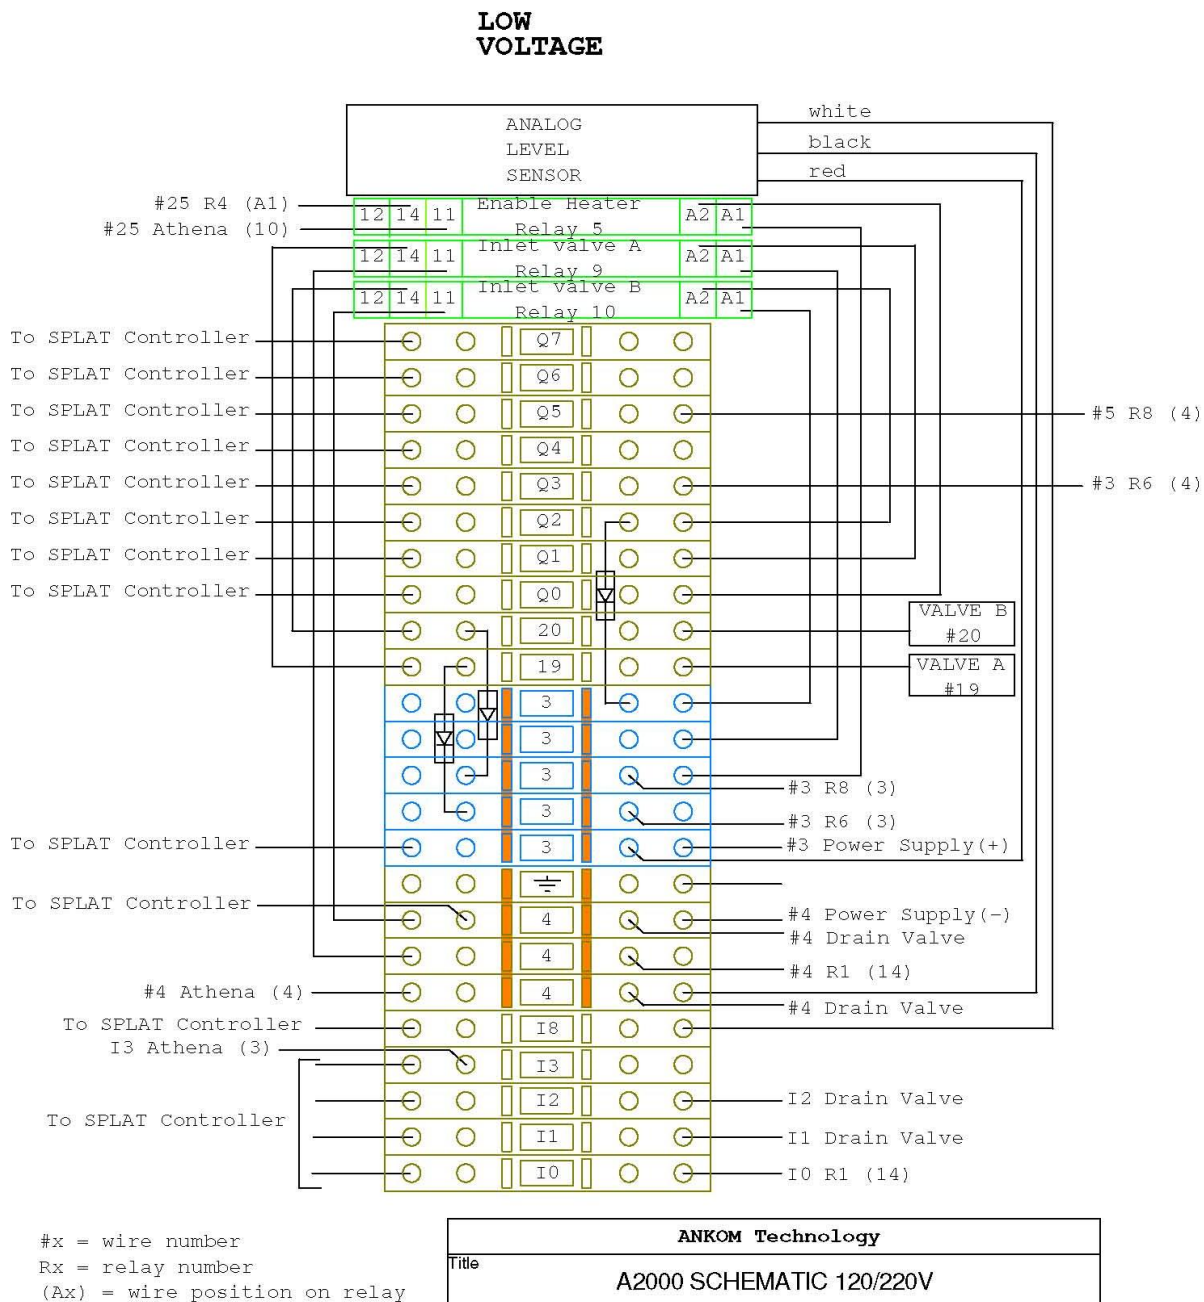 LOW
VOLTAGE
ANALOG
LEVEL
SENSOR
white
black
red
#25 R4 (A1)
#25 Athena (10)
12 14 11 Enable Heater Relay 5 A2 A1
12 14 11 Inlet valve A Relay 9 A2 A1
12 14 11 Inlet valve B Relay 10 A2 A1
To SPLAT Controller Q7
To SPLAT Controller Q6
To SPLAT Controller Q5 #5 R8 (4)
To SPLAT Controller Q4
To SPLAT Controller Q3 #3 R6 (4)
To SPLAT Controller Q2
To SPLAT Controller Q1
To SPLAT Controller Q0
20 VALVE B #20
19 VALVE A #19
3
3
3 #3 R8 (3)
3 #3 R6 (3)
To SPLAT Controller 3 #3 Power Supply(+)
To SPLAT Controller 4 #4 Power Supply(-)
#4 Drain Valve
4 #4 R1 (14)
#4 Athena (4) 4 #4 Drain Valve
To SPLAT Controller I8
I3 Athena (3) I3
To SPLAT Controller
I2 I2 Drain Valve
I1 I1 Drain Valve
I0 I0 R1 (14)
#x = wire number
Rx = relay number
(Ax) = wire position on relay
ANKOM Technology
Title
A2000 SCHEMATIC 120/220V